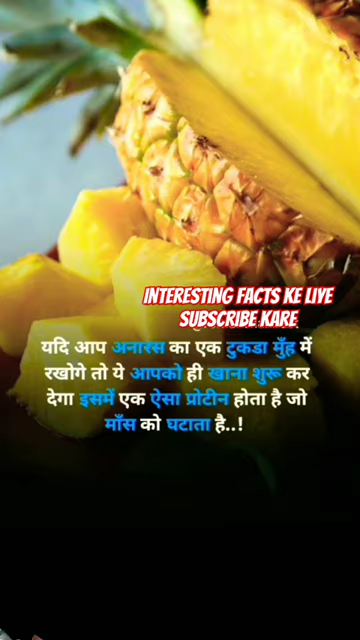 INTERESTING FACTS KE LIYE
SUBSCRIBE KARE
यदि आप अनारस का एक टुकडा मुँह में
रखोगे तो ये आपको ही खाना शुरू कर
देगा इसमें एक ऐसा प्रोटीन होता है जो
माँस को घटाता है..!